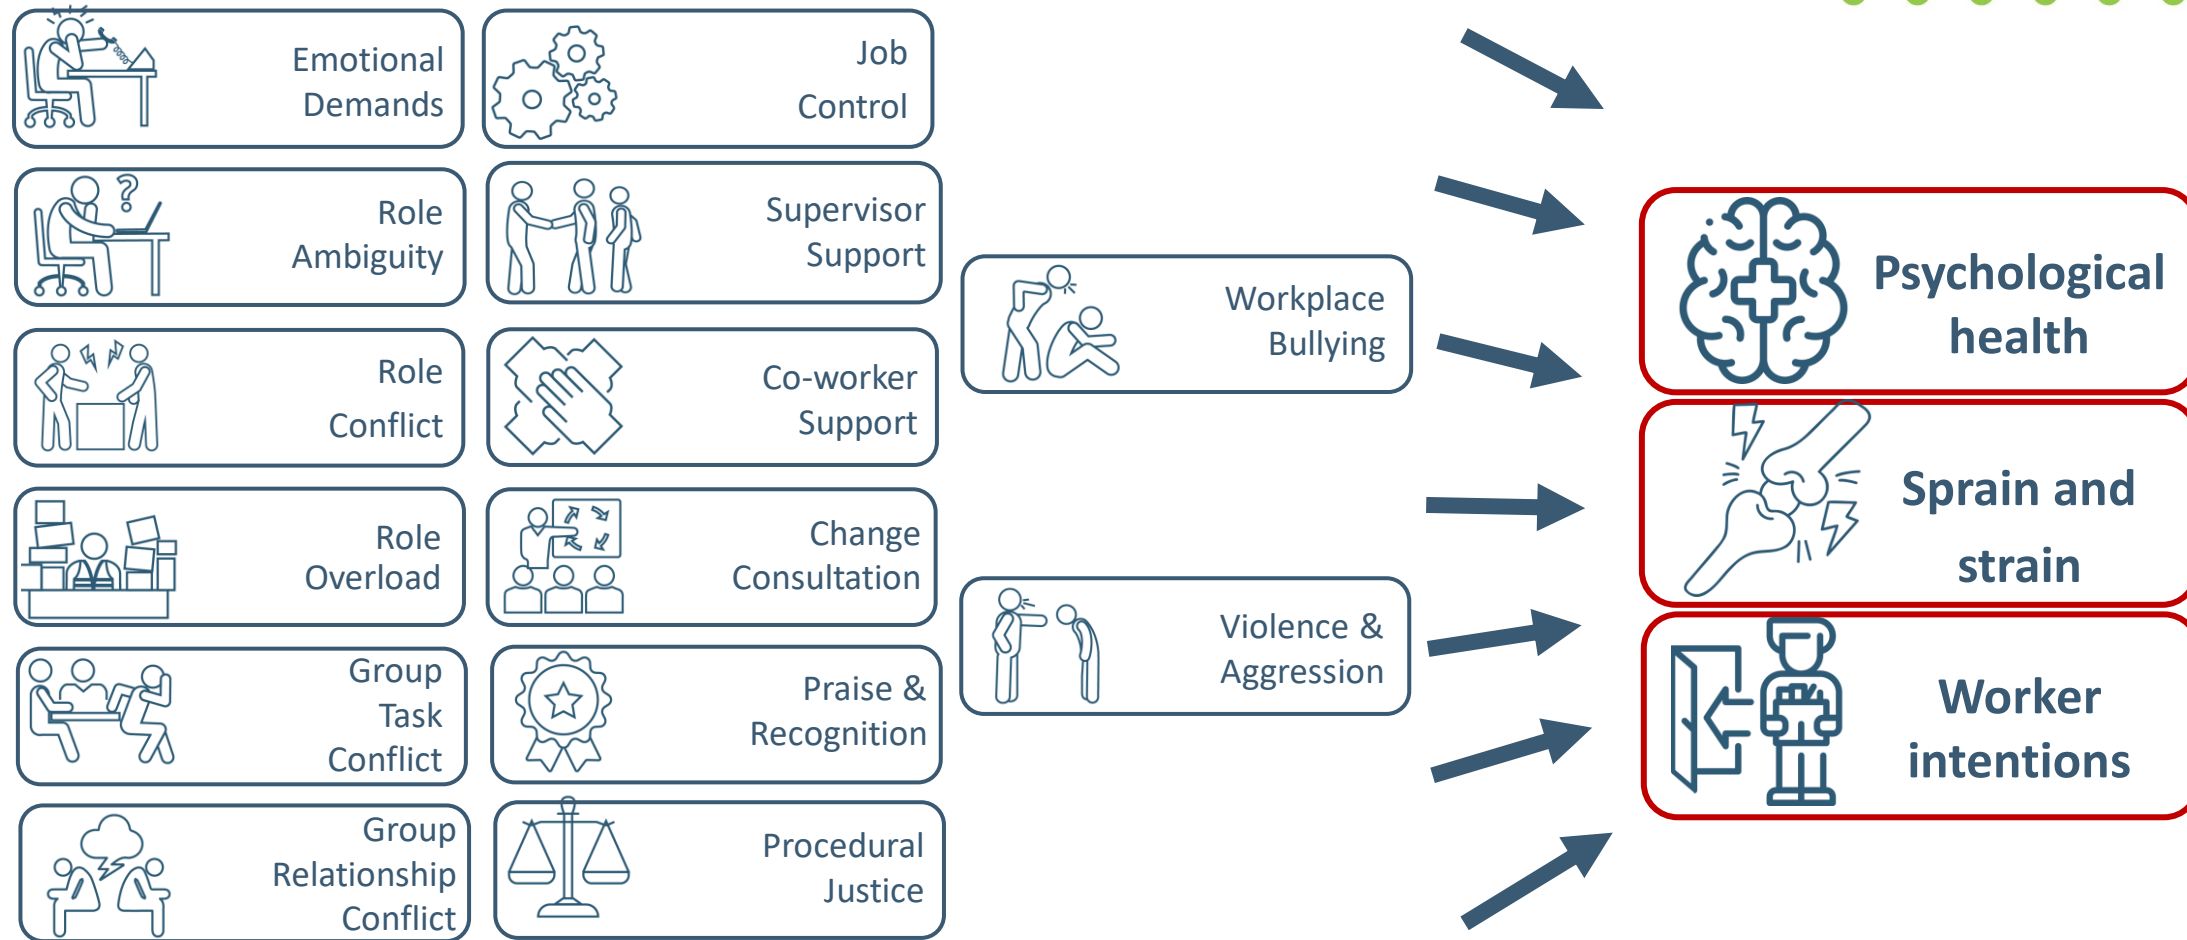 Emotional
Demands
Role
Ambiguity
Role
Conflict
Role
Overload
Group
Task
Conflict
Group
Relationship
Conflict
Job
Control
Supervisor
Support
Co-worker
Support
Change
Consultation
Praise &
Recognition
Procedural
Justice
Workplace
Bullying
Violence &
Aggression
Psychological
health
Sprain and
strain
Worker
intentions